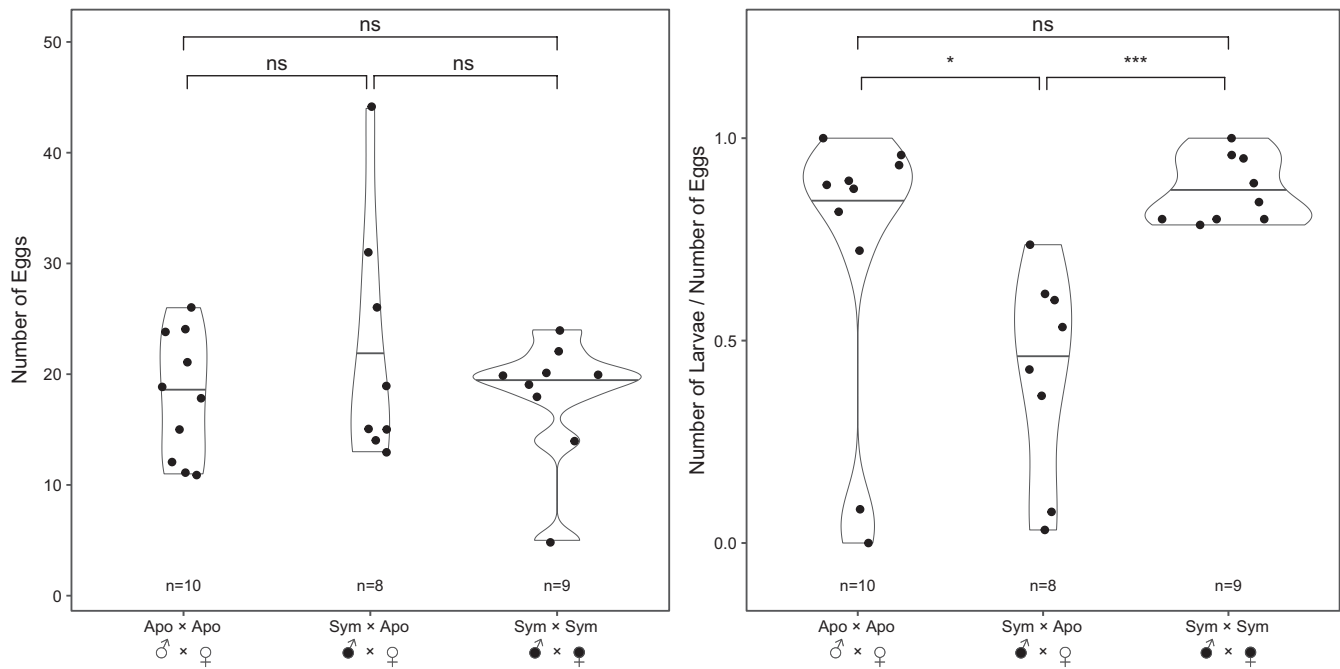 Number of Eggs
50
40
30
20
10
0
ns
ns
ns
n=10
n=8
n=9
Apo × Apo
Sym × Apo
Sym × Sym
♂ × ♀
♂ × ♀
♂ × ♀
Number of Larvae / Number of Eggs
1.0
0.5
0.0
ns
*
***
n=10
n=8
n=9
Apo × Apo
Sym × Apo
Sym × Sym
♂ × ♀
♂ × ♀
♂ × ♀